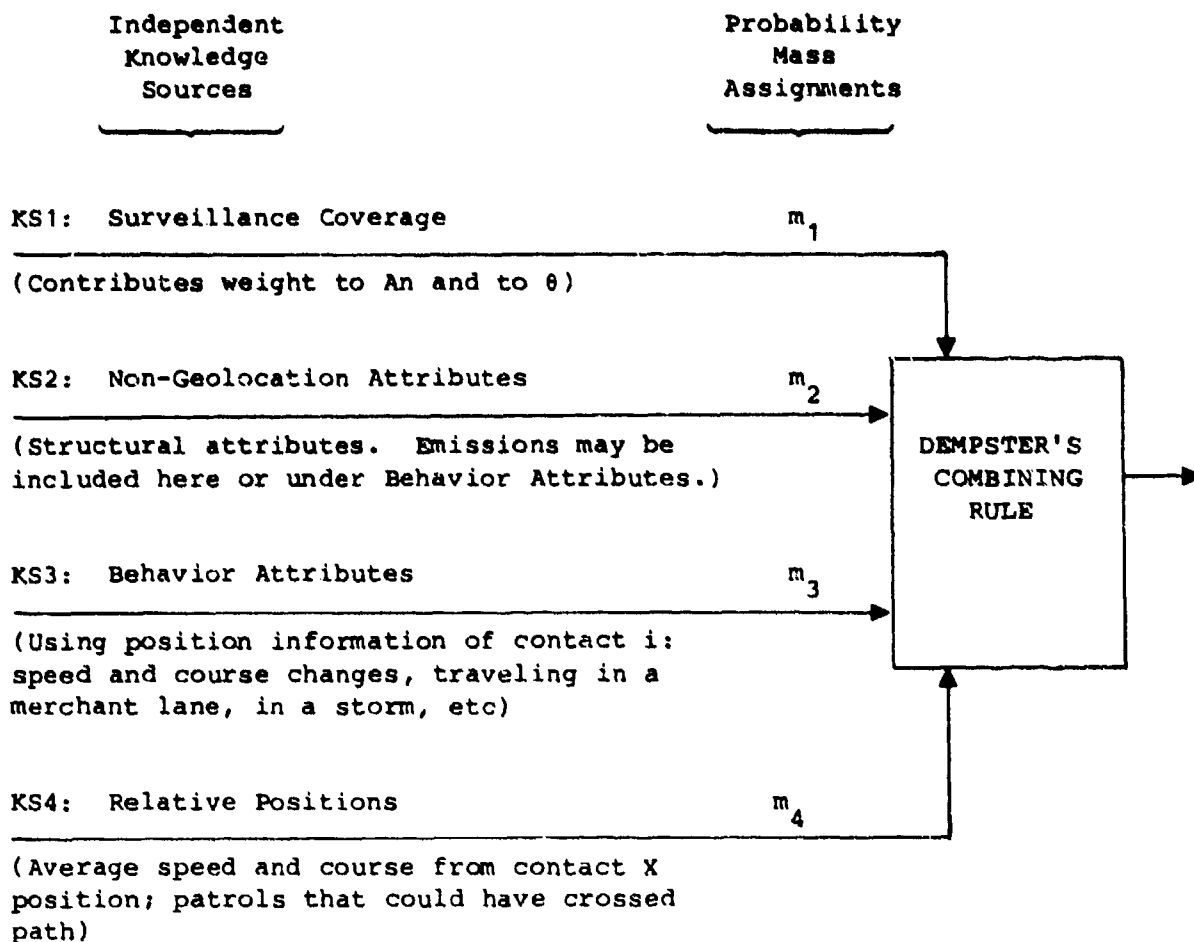 Independent
Knowledge
Sources
Probability
Mass
Assignments
KS1: Surveillance Coverage
m1
(Contributes weight to An and to θ)
KS2: Non-Geolocation Attributes
m2
(Structural attributes. Emissions may be
included here or under Behavior Attributes.)
KS3: Behavior Attributes
m3
(Using position information of contact i:
speed and course changes, traveling in a
merchant lane, in a storm, etc)
KS4: Relative Positions
m4
(Average speed and course from contact X
position; patrols that could have crossed
path)
DEMPSTER'S
COMBINING
RULE